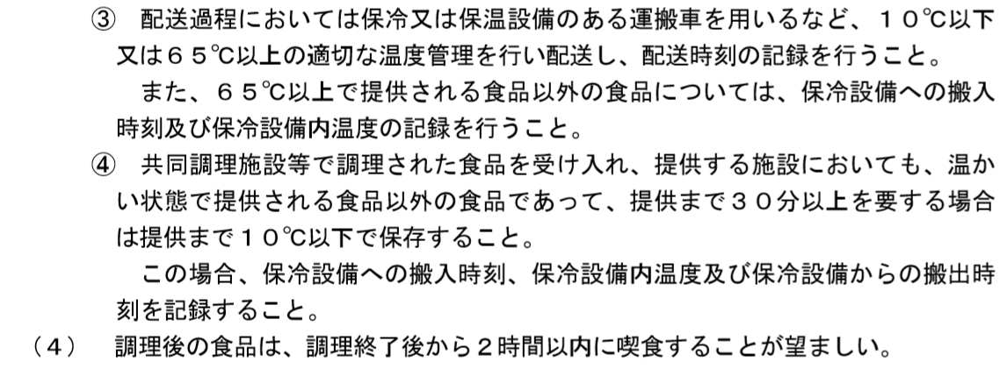 ③　配送過程においては保冷又は保温設備のある運搬車を用いるなど、１０℃以下
又は６５℃以上の適切な温度管理を行い配送し、配送時刻の記録を行うこと。
また、６５℃以上で提供される食品以外の食品については、保冷設備への搬入
時刻及び保冷設備内温度の記録を行うこと。
④　共同調理施設等で調理された食品を受け入れ、提供する施設においても、温か
い状態で提供される食品以外の食品であって、提供まで３０分以上を要する場合
は提供まで１０℃以下で保存すること。
この場合、保冷設備への搬入時刻、保冷設備内温度及び保冷設備からの搬出時
刻を記録すること。
（４）　調理後の食品は、調理終了後から２時間以内に喫食することが望ましい。